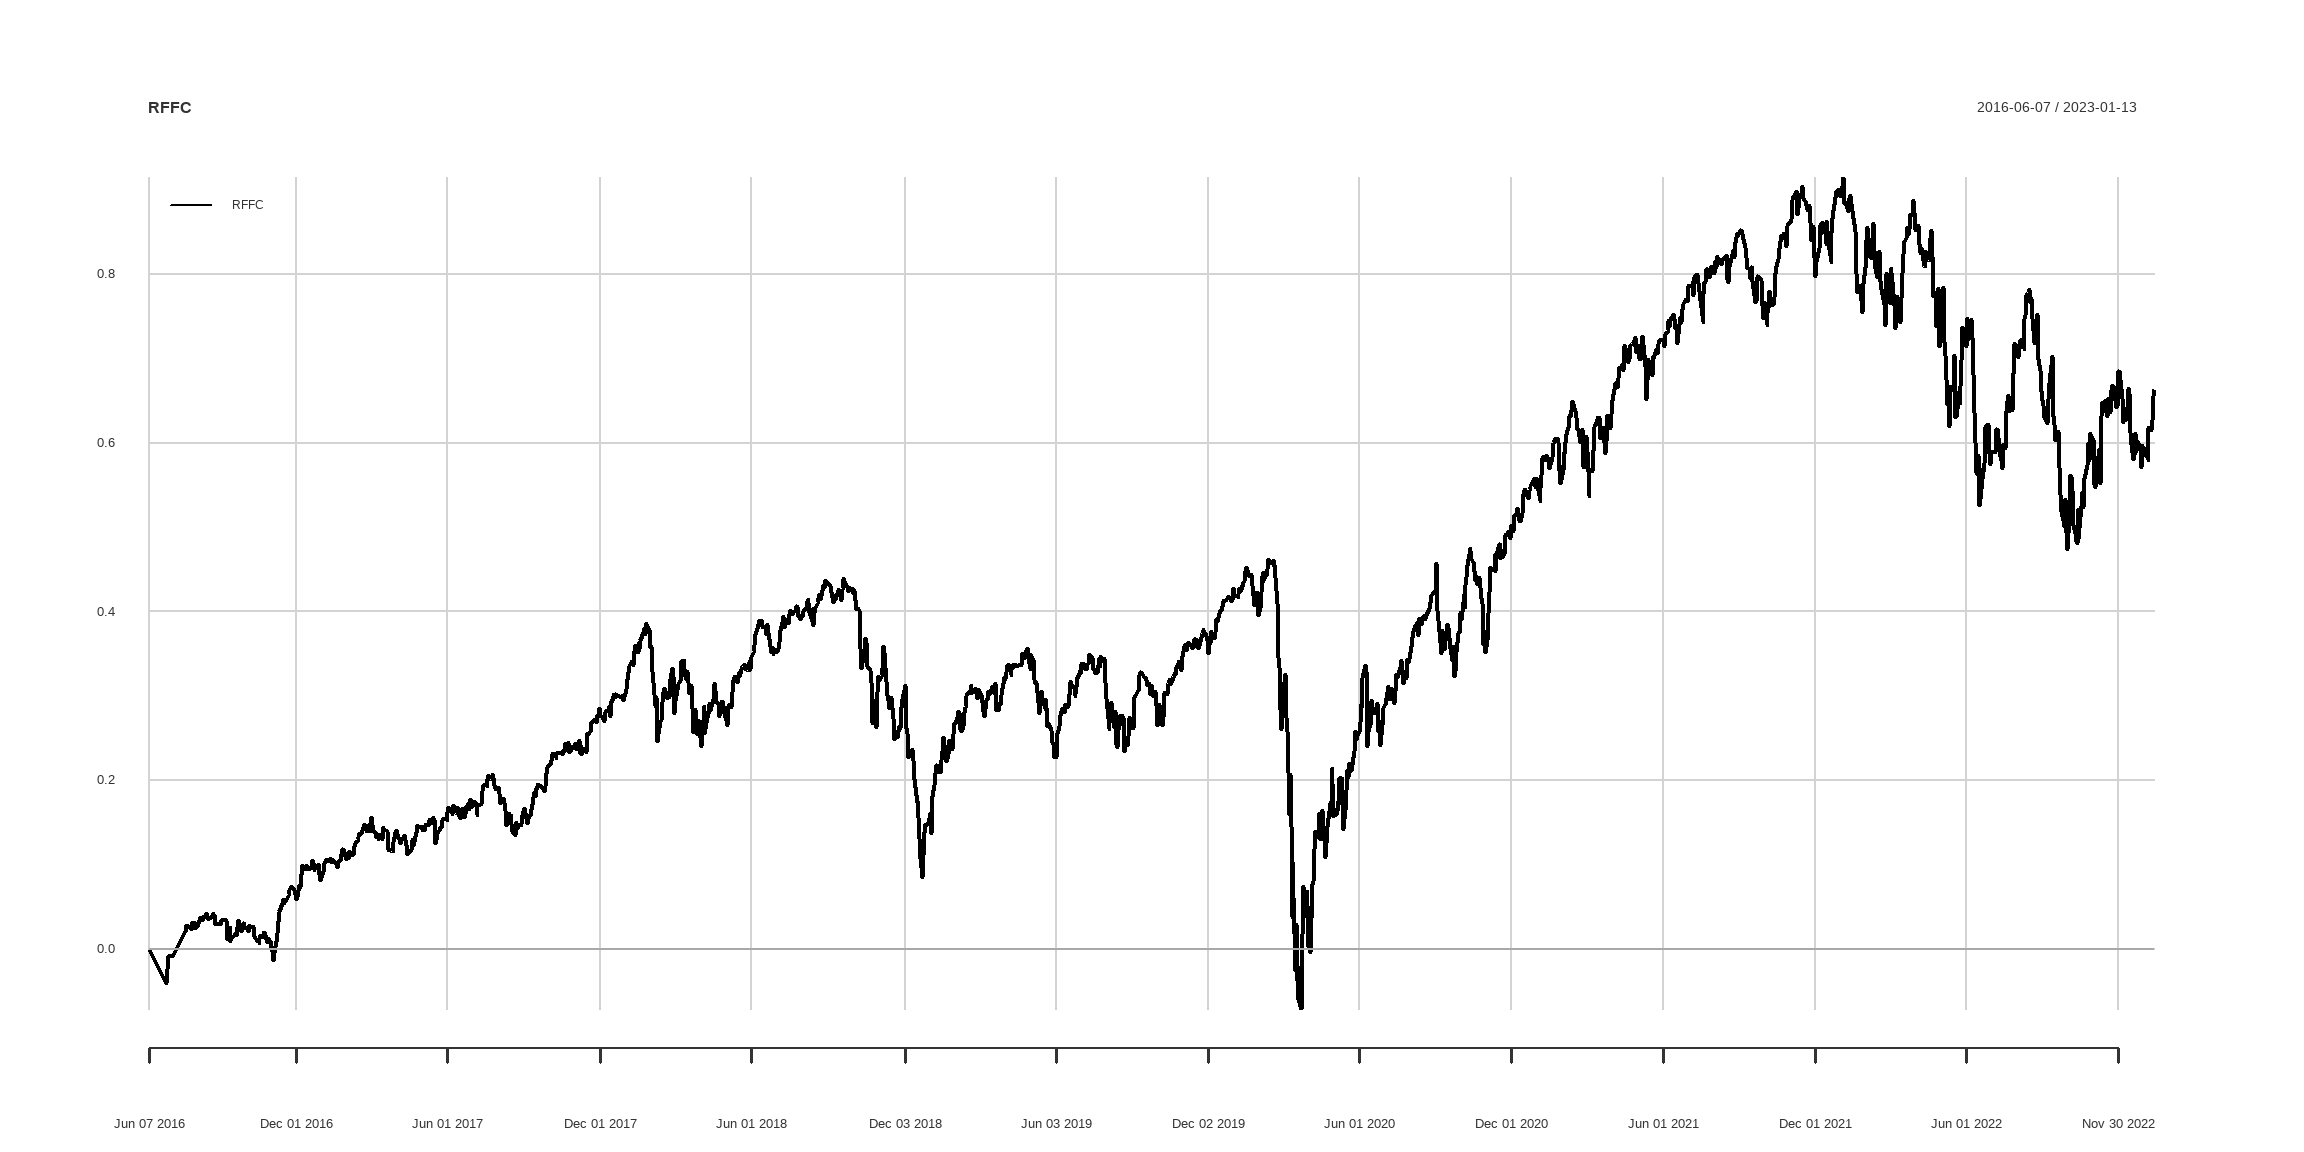 RFFC
2016-06-07 / 2023-01-13
RFFC
0.8
0.6
0.4
0.2
0.0
Jun 07 2016
Dec 01 2016
Jun 01 2017
Dec 01 2017
Jun 01 2018
Dec 03 2018
Jun 03 2019
Dec 02 2019
Jun 01 2020
Dec 01 2020
Jun 01 2021
Dec 01 2021
Jun 01 2022
Nov 30 2022